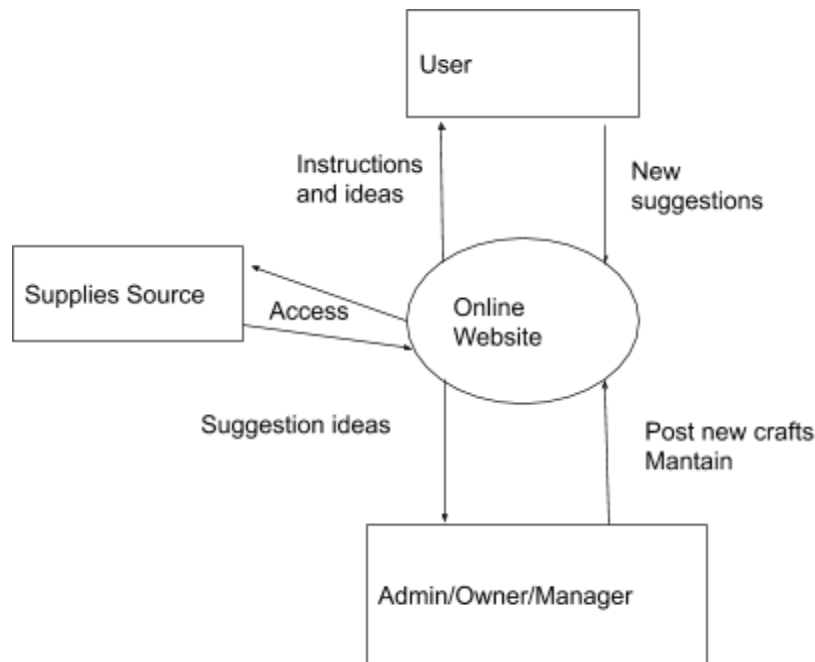 User
Instructions
and ideas
New
suggestions
Supplies Source
Access
Online
Website
Suggestion ideas
Post new crafts
Mantain
Admin/Owner/Manager